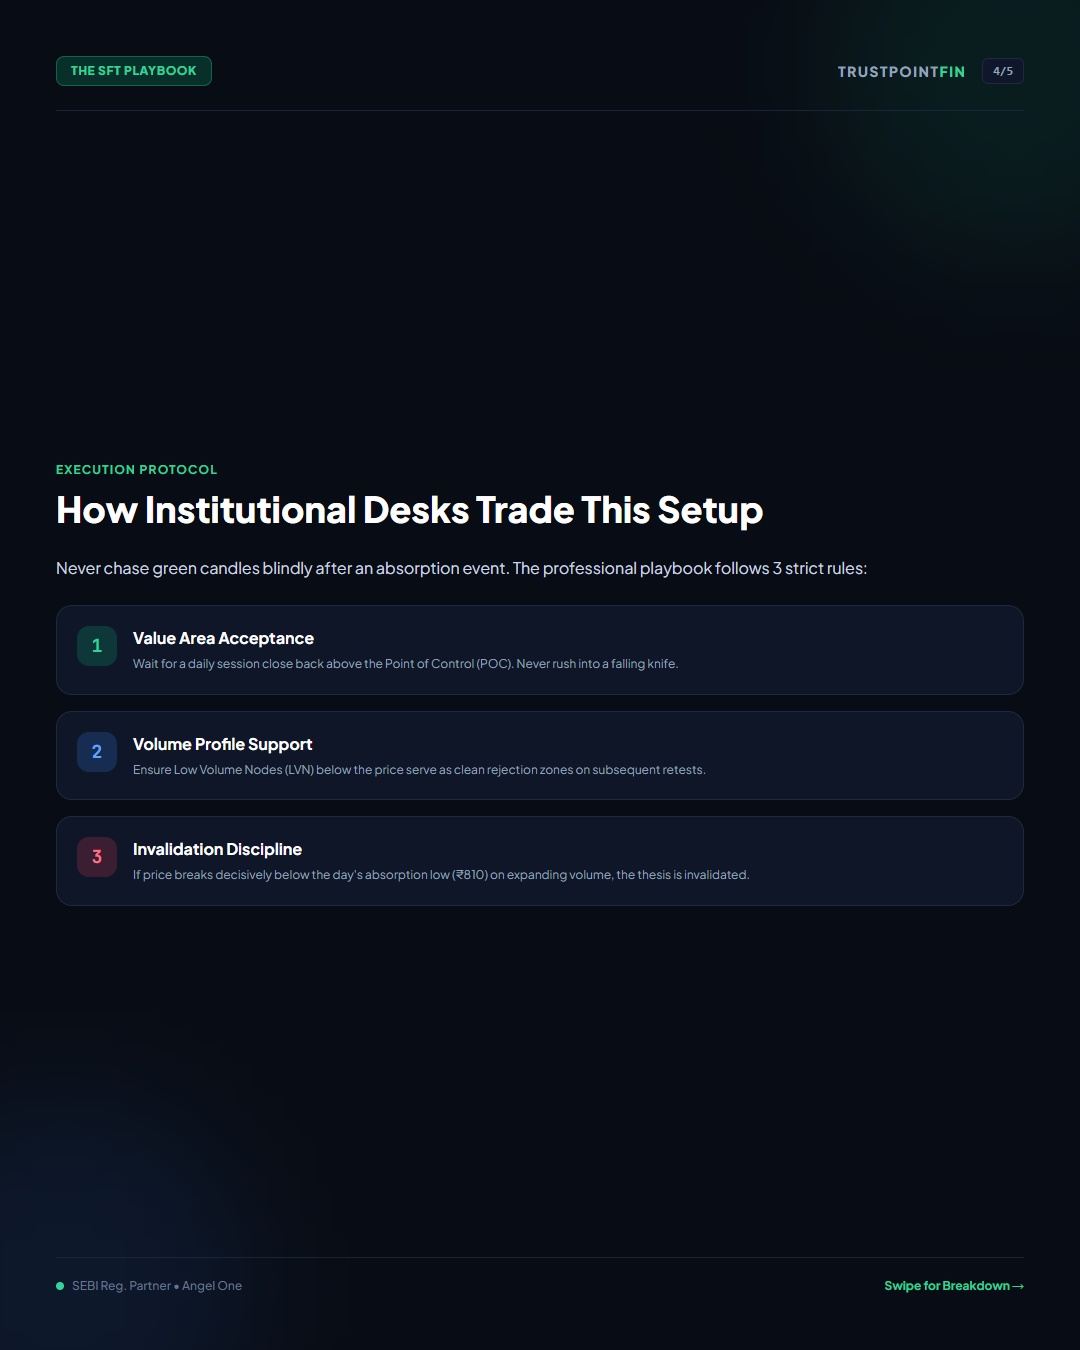 THE SFT PLAYBOOK
TRUSTPOINTFIN
4/5
EXECUTION PROTOCOL
How Institutional Desks Trade This Setup
Never chase green candles blindly after an absorption event. The professional playbook follows 3 strict rules:
1
Value Area Acceptance
Wait for a daily session close back above the Point of Control (POC). Never rush into a falling knife.
2
Volume Profile Support
Ensure Low Volume Nodes (LVN) below the price serve as clean rejection zones on subsequent retests.
3
Invalidation Discipline
If price breaks decisively below the day's absorption low (₹810) on expanding volume, the thesis is invalidated.
SEBI Reg. Partner • Angel One
Swipe for Breakdown →